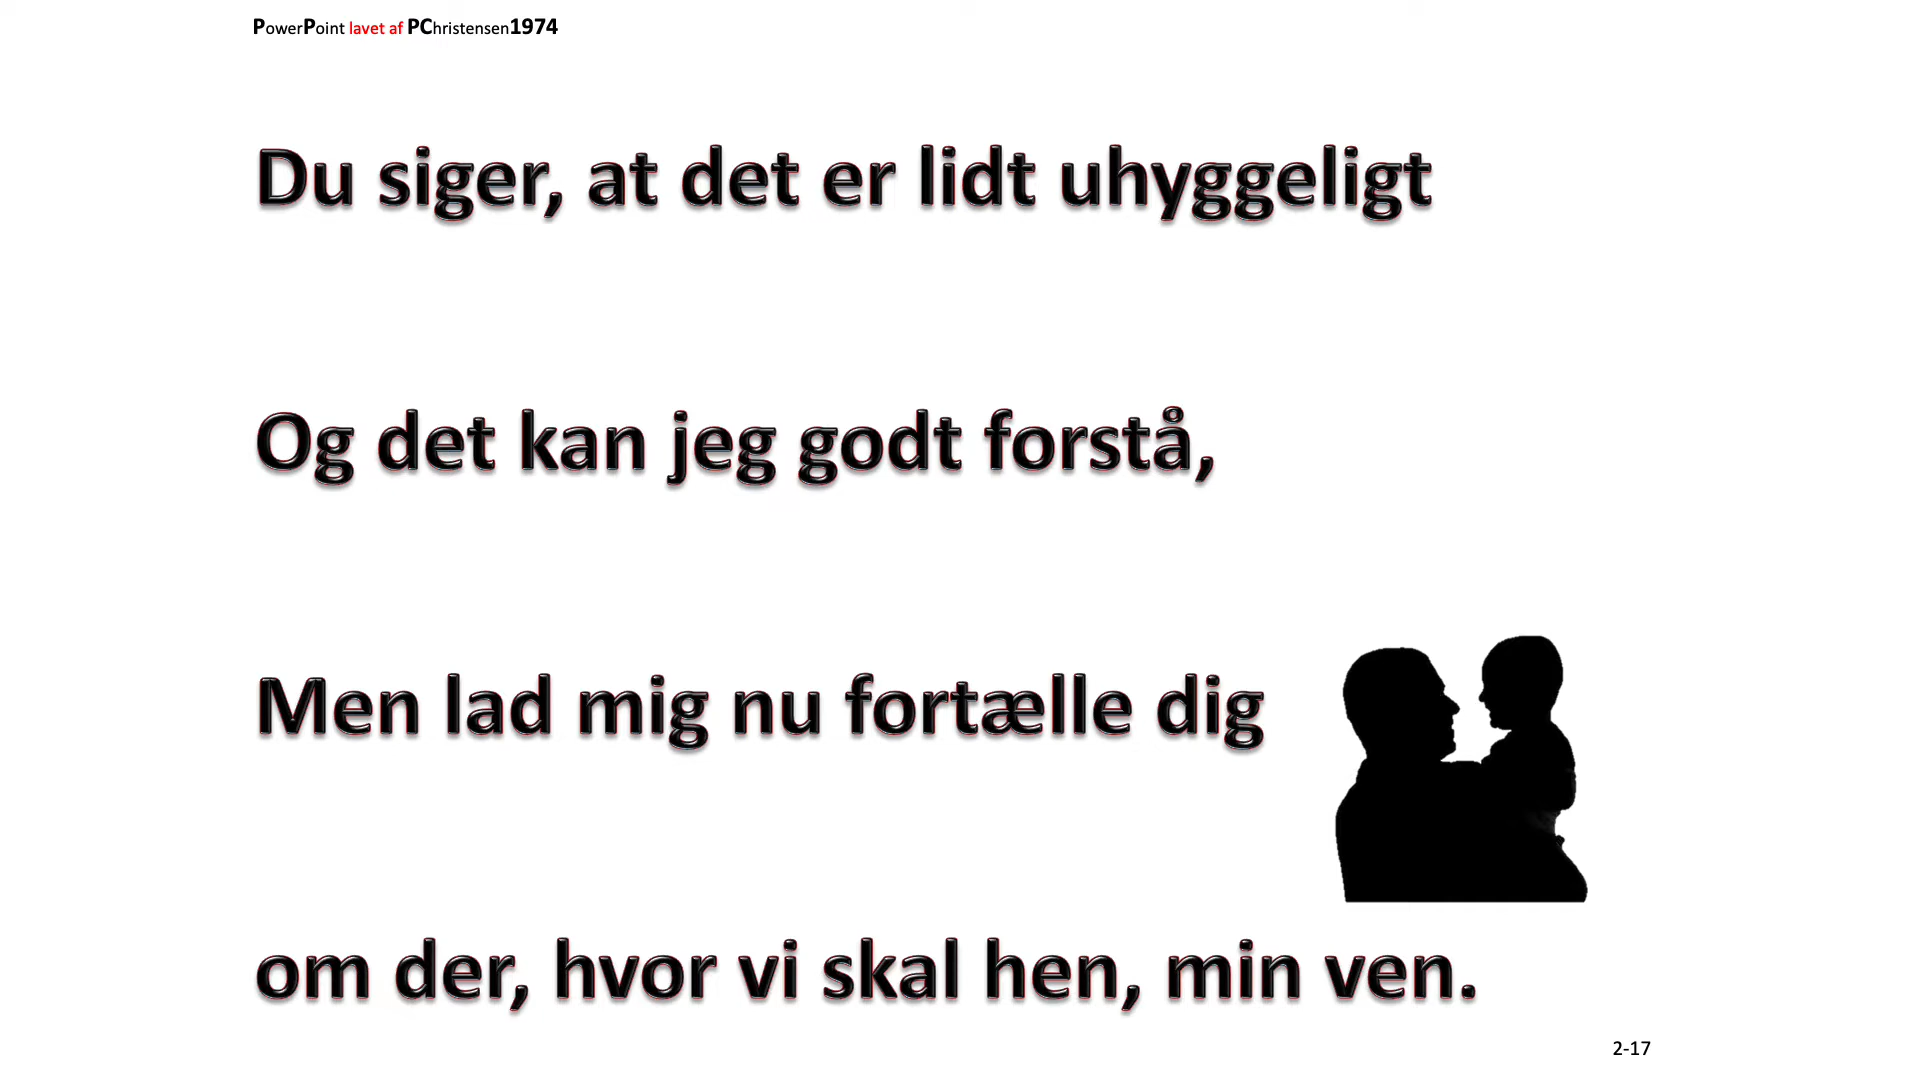 PowerPoint lavet af PChristensen1974
Du siger, at det er lidt uhyggeligt
Og det kan jeg godt forstå,
Men lad mig nu fortælle dig
om der, hvor vi skal hen, min ven.
2-17